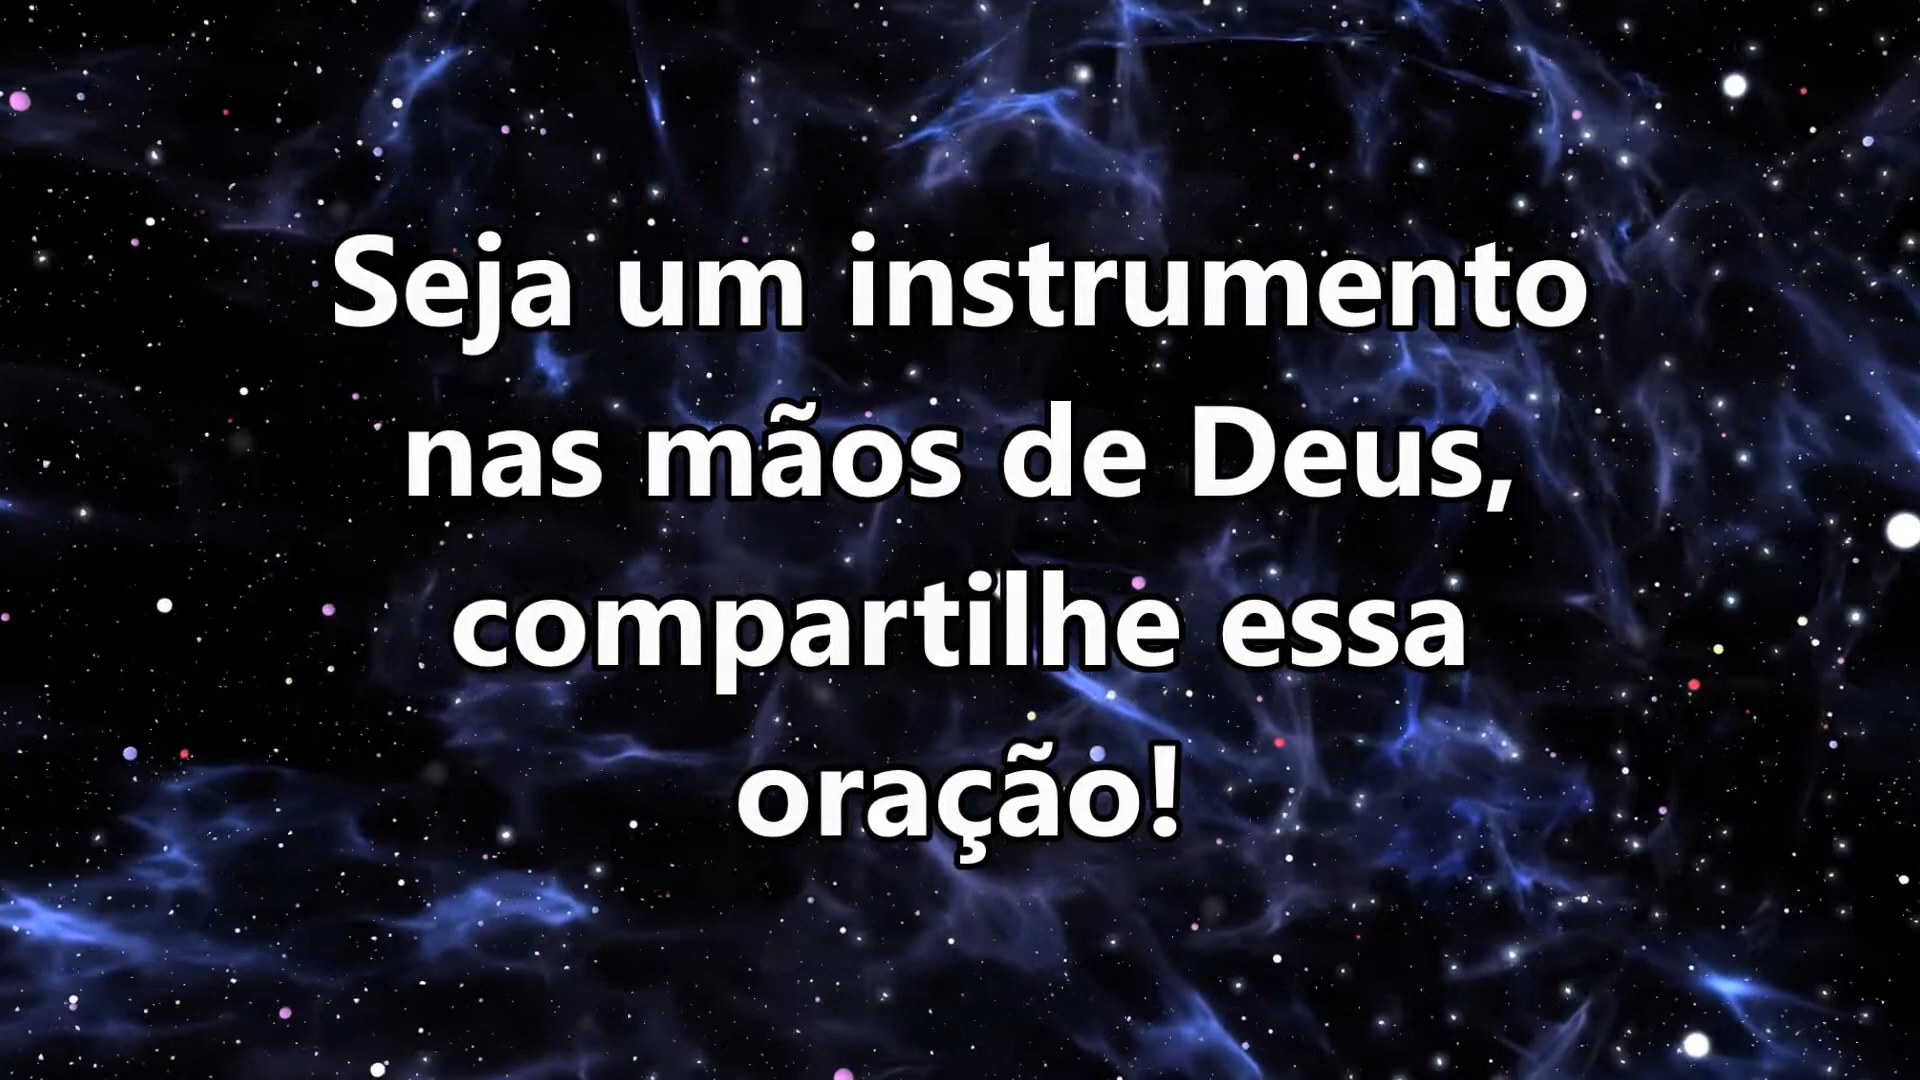 Seja um instrumento
nas mãos de Deus,
compartilhe essa
oração!